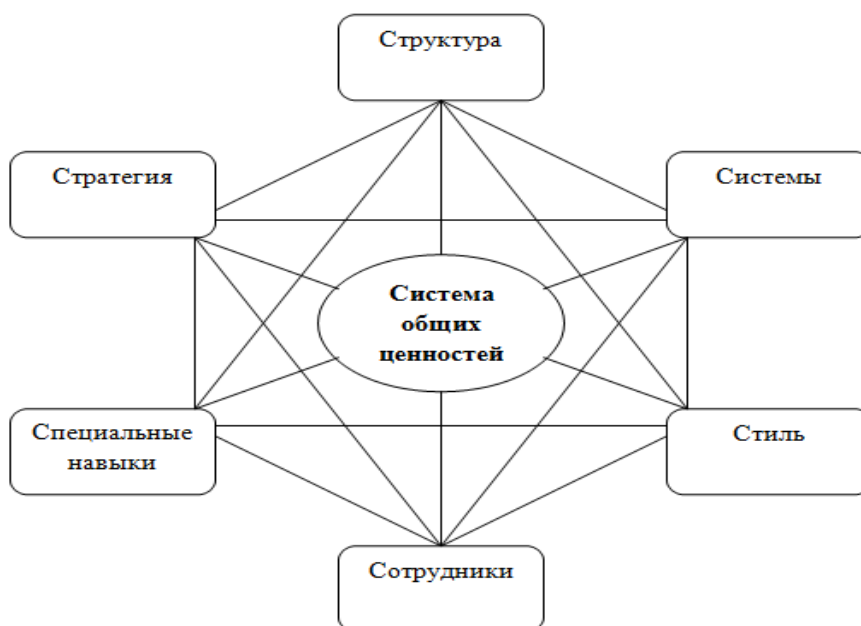 Структура
Стратегия
Системы
Система
общих
ценностей
Специальные
навыки
Стиль
Сотрудники